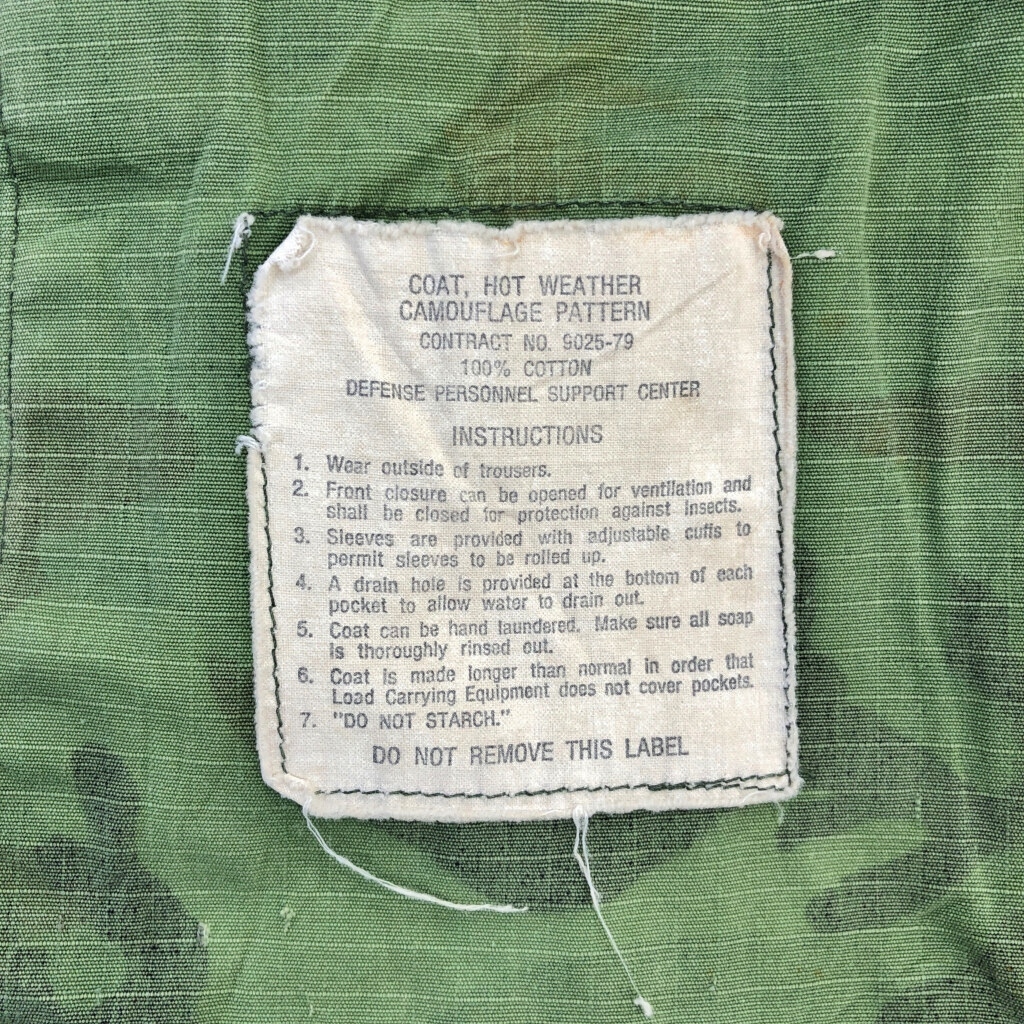 COAT, HOT WEATHER
CAMOUFLAGE PATTERN
CONTRACT NO. 9025-79
100% COTTON
DEFENSE PERSONNEL SUPPORT CENTER
INSTRUCTIONS
1. Wear outside of trousers.
2. Front closure can be opened for ventilation and
shall be closed for protection against insects.
3. Sleeves are provided with adjustable cuffs to
permit sleeves to be rolled up.
4. A drain hole is provided at the bottom of each
pocket to allow water to drain out.
5. Coat can be hand laundered. Make sure all soap
is thoroughly rinsed out.
6. Coat is made longer than normal in order that
Load Carrying Equipment does not cover pockets.
7. "DO NOT STARCH."
DO NOT REMOVE THIS LABEL